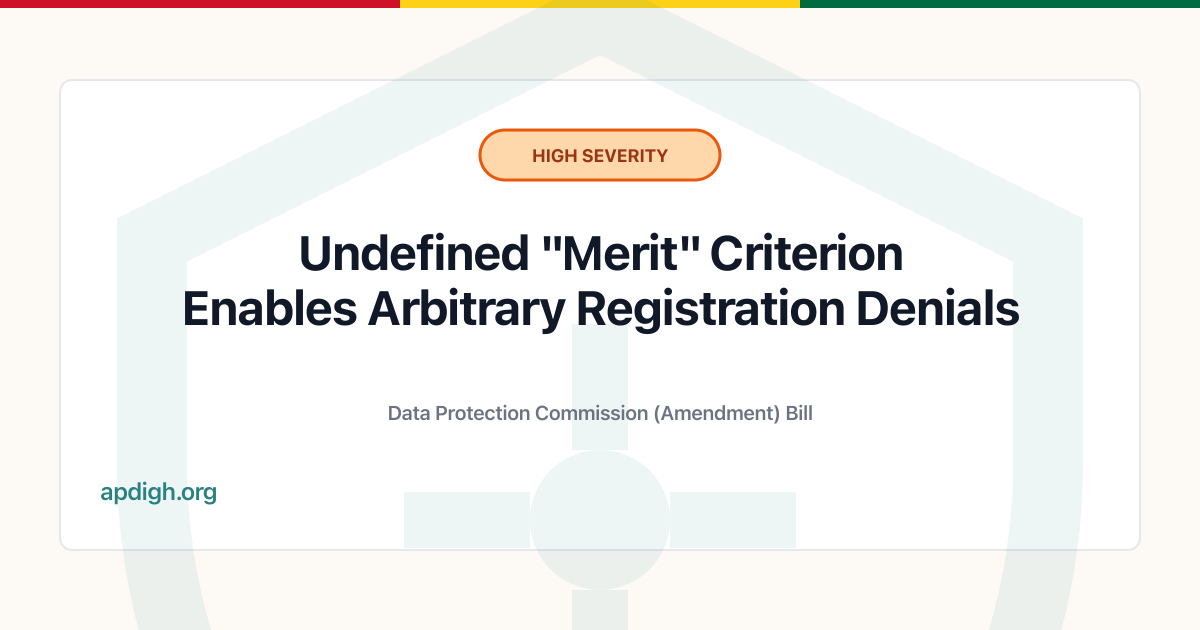 HIGH SEVERITY
Undefined "Merit" Criterion
Enables Arbitrary Registration Denials
Data Protection Commission (Amendment) Bill
apdigh.org